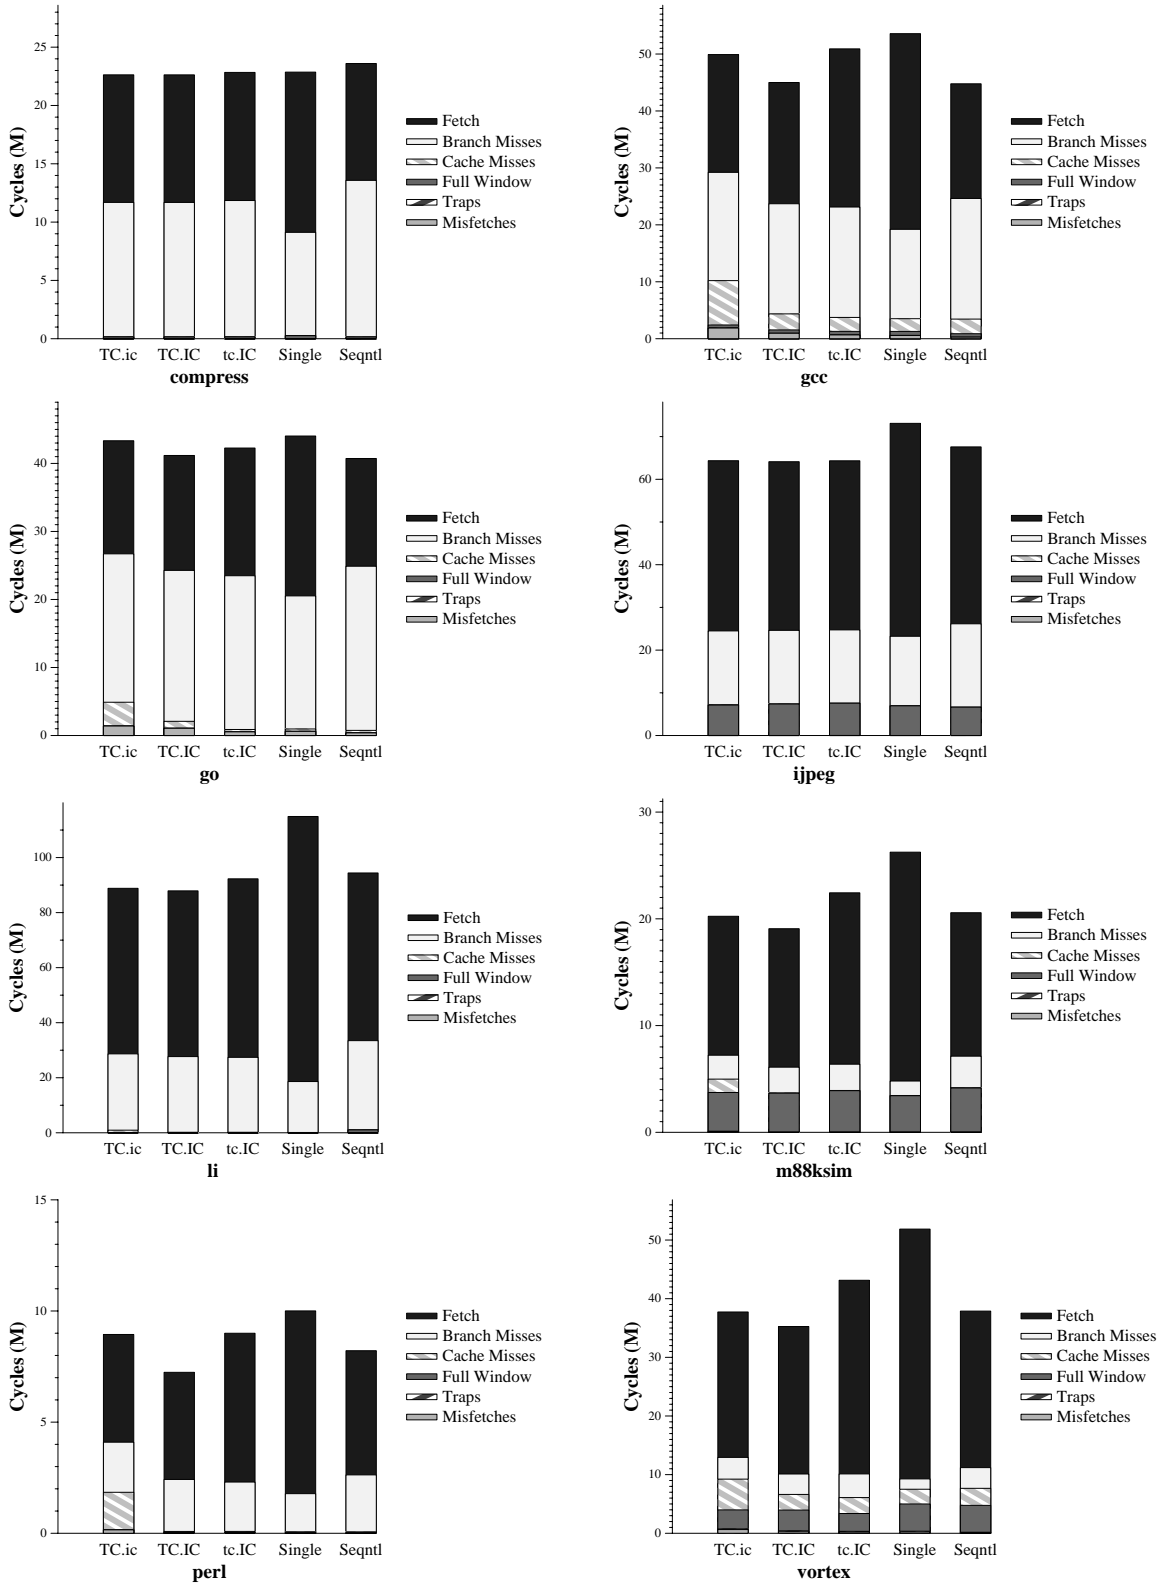 25
20
15
10
5
0
Cycles (M)
TC.ic TC.IC tc.IC Single Seqntl
compress
Fetch
Branch Misses
Cache Misses
Full Window
Traps
Misfetches
50
40
30
20
10
0
Cycles (M)
TC.ic TC.IC tc.IC Single Seqntl
gcc
Fetch
Branch Misses
Cache Misses
Full Window
Traps
Misfetches
40
30
20
10
0
Cycles (M)
TC.ic TC.IC tc.IC Single Seqntl
go
Fetch
Branch Misses
Cache Misses
Full Window
Traps
Misfetches
60
40
20
0
Cycles (M)
TC.ic TC.IC tc.IC Single Seqntl
ijpeg
Fetch
Branch Misses
Cache Misses
Full Window
Traps
Misfetches
100
80
60
40
20
0
Cycles (M)
TC.ic TC.IC tc.IC Single Seqntl
li
Fetch
Branch Misses
Cache Misses
Full Window
Traps
Misfetches
30
20
10
0
Cycles (M)
TC.ic TC.IC tc.IC Single Seqntl
m88ksim
Fetch
Branch Misses
Cache Misses
Full Window
Traps
Misfetches
15
10
5
0
Cycles (M)
TC.ic TC.IC tc.IC Single Seqntl
perl
Fetch
Branch Misses
Cache Misses
Full Window
Traps
Misfetches
50
40
30
20
10
0
Cycles (M)
TC.ic TC.IC tc.IC Single Seqntl
vortex
Fetch
Branch Misses
Cache Misses
Full Window
Traps
Misfetches